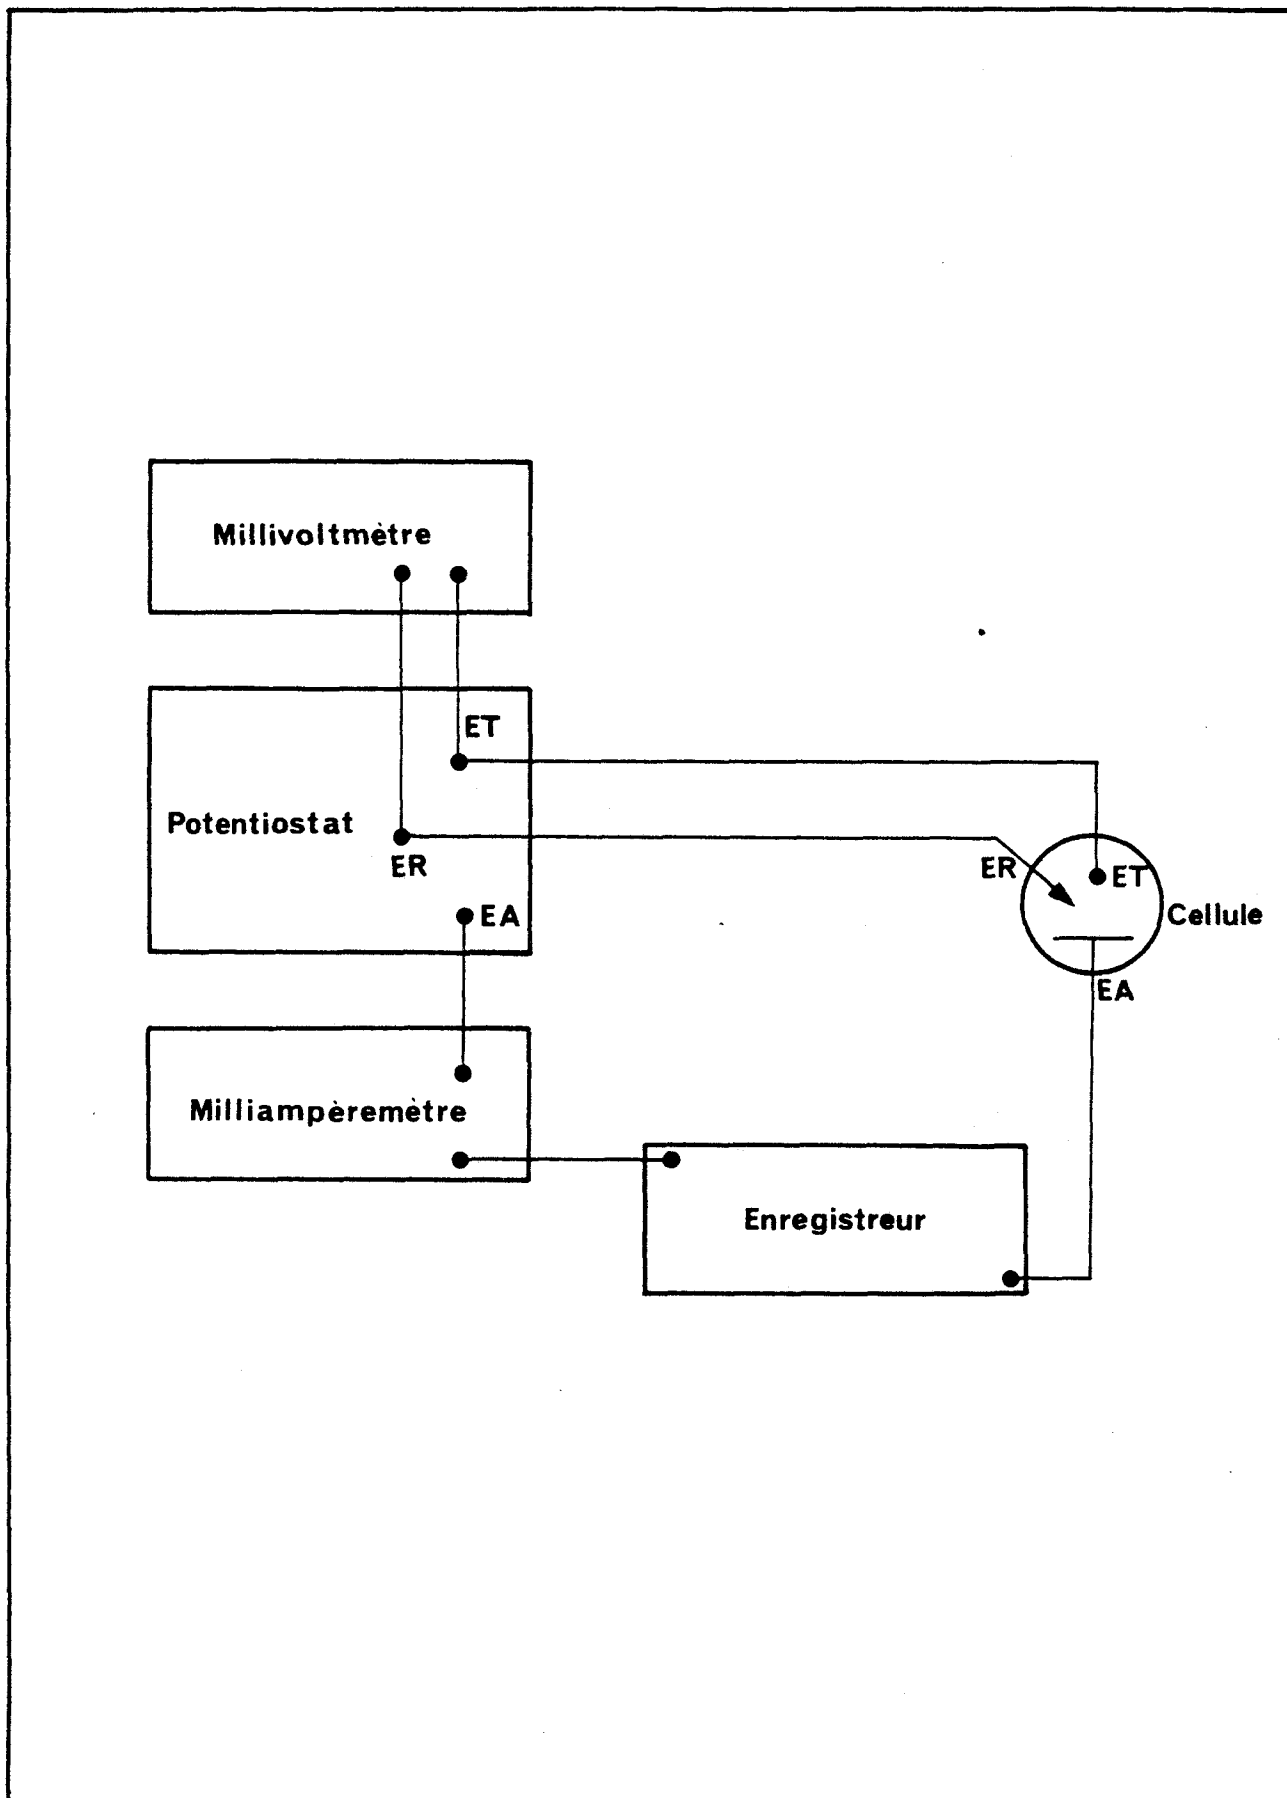 Millivoltmètre
ET
Potentiostat
ER
EA
ER
ET
Cellule
EA
Milliampèremètre
Enregistreur